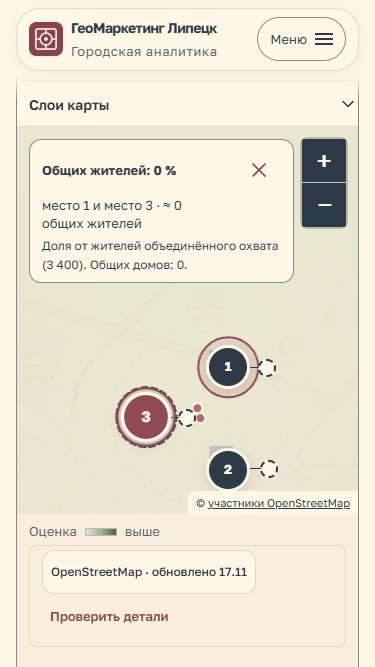 ГеоМаркетинг Липецк
Городская аналитика
Меню
Слои карты
Общих жителей: 0 %
место 1 и место 3 · ≈ 0
общих жителей
Доля от жителей объединённого охвата
(3 400). Общих домов: 0.
+
−
1
3
2
© участники OpenStreetMap
Оценка выше
OpenStreetMap · обновлено 17.11
Проверить детали